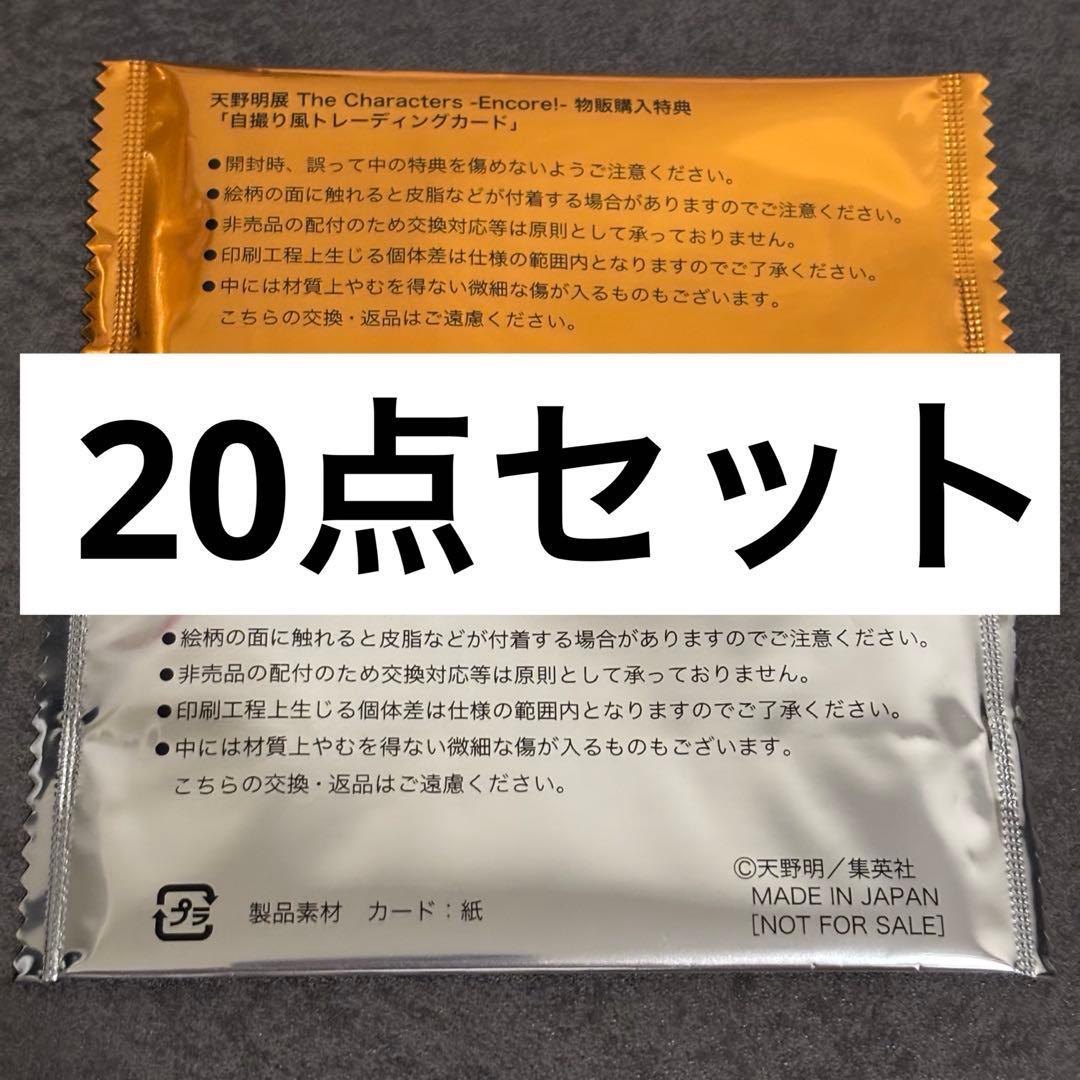 天野明展 The Characters -Encore!- 物販購入特典
「自撮り風トレーディングカード」
●開封時、誤って中の特典を傷めないようご注意ください。
●絵柄の面に触れると皮脂などが付着する場合がありますのでご注意ください。
●非売品の配付のため交換対応等は原則として承っておりません。
●印刷工程上生じる個体差は仕様の範囲内となりますのでご了承ください。
●中には材質上やむを得ない微細な傷が入るものもございます。
こちらの交換・返品はご遠慮ください。
20点セット
●絵柄の面に触れると皮脂などが付着する場合がありますのでご注意ください。
●非売品の配付のため交換対応等は原則として承っておりません。
●印刷工程上生じる個体差は仕様の範囲内となりますのでご了承ください。
●中には材質上やむを得ない微細な傷が入るものもございます。
こちらの交換・返品はご遠慮ください。
©天野明／集英社
MADE IN JAPAN
[NOT FOR SALE]
プラ 製品素材 カード：紙